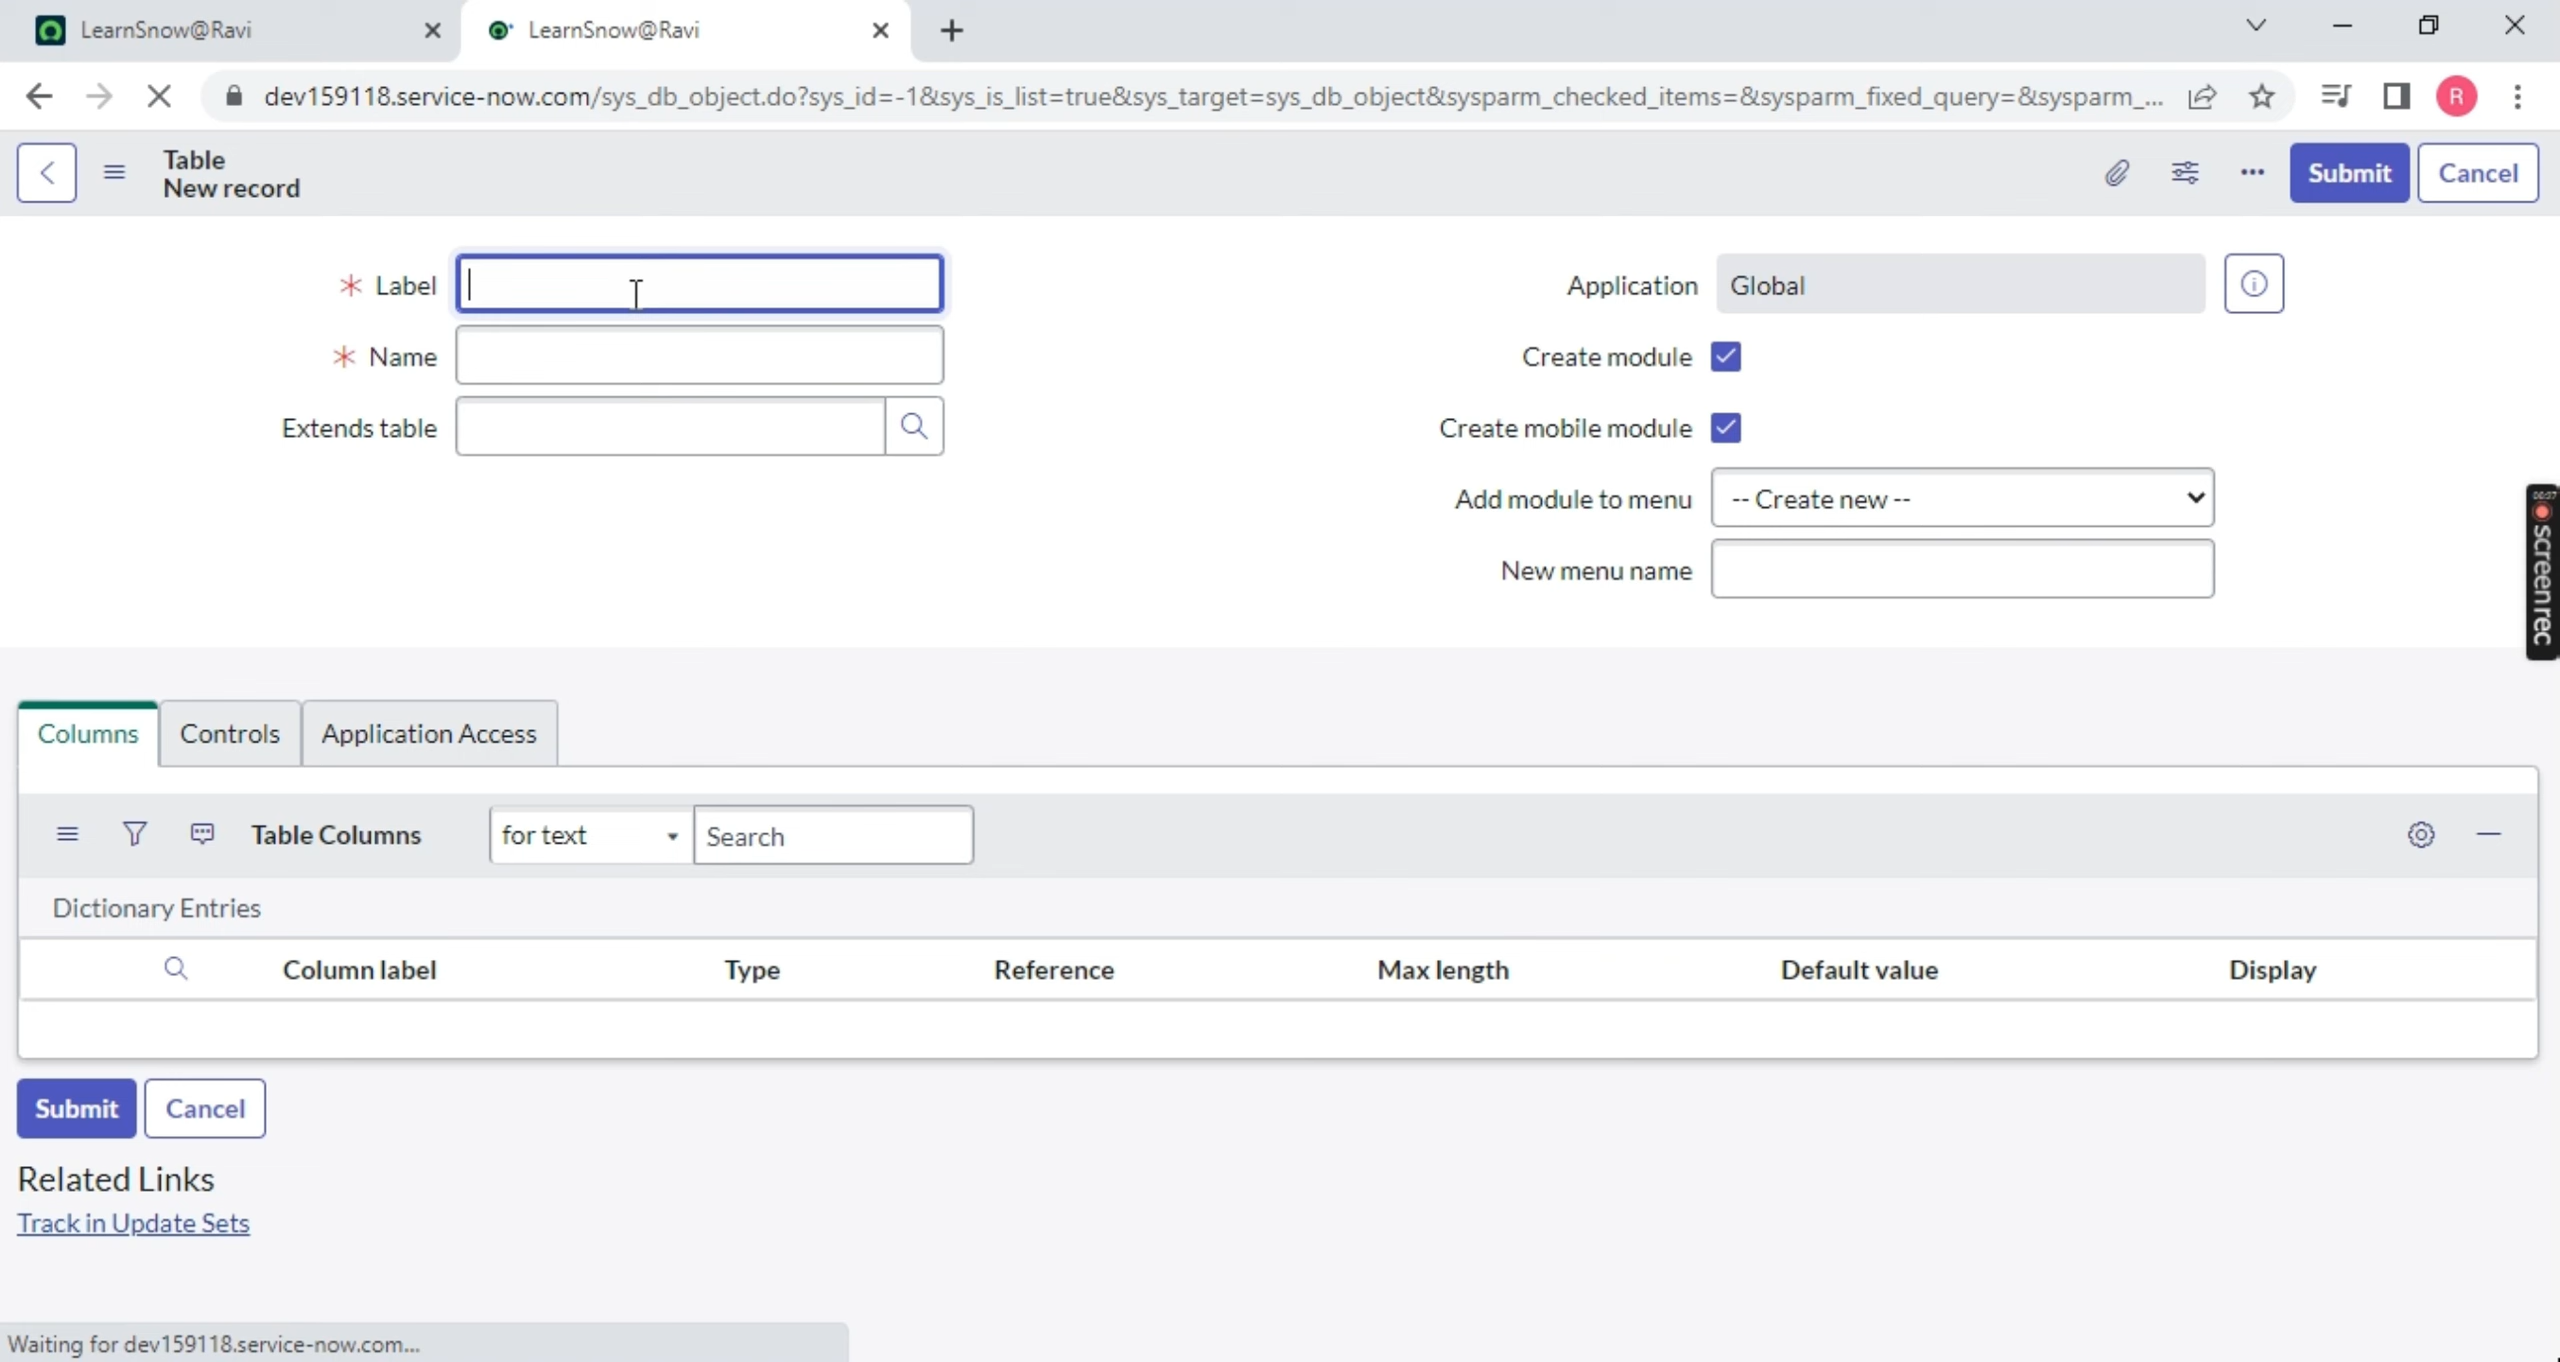 LearnSnow@Ravi
LearnSnow@Ravi
dev159118.service-now.com/sys_db_object.do?sys_id=-1&sys_is_list=true&sys_target=sys_db_object&sysparm_checked_items=&sysparm_fixed_query=&sysparm_...
R
Table
New record
Submit
Cancel
* Label
Application
Global
* Name
Create module
Extends table
Create mobile module
Add module to menu
-- Create new --
New menu name
screenrec
Columns
Controls
Application Access
Table Columns
for text
Search
Dictionary Entries
Column label
Type
Reference
Max length
Default value
Display
Submit
Cancel
Related Links
Track in Update Sets
Waiting for dev159118.service-now.com...